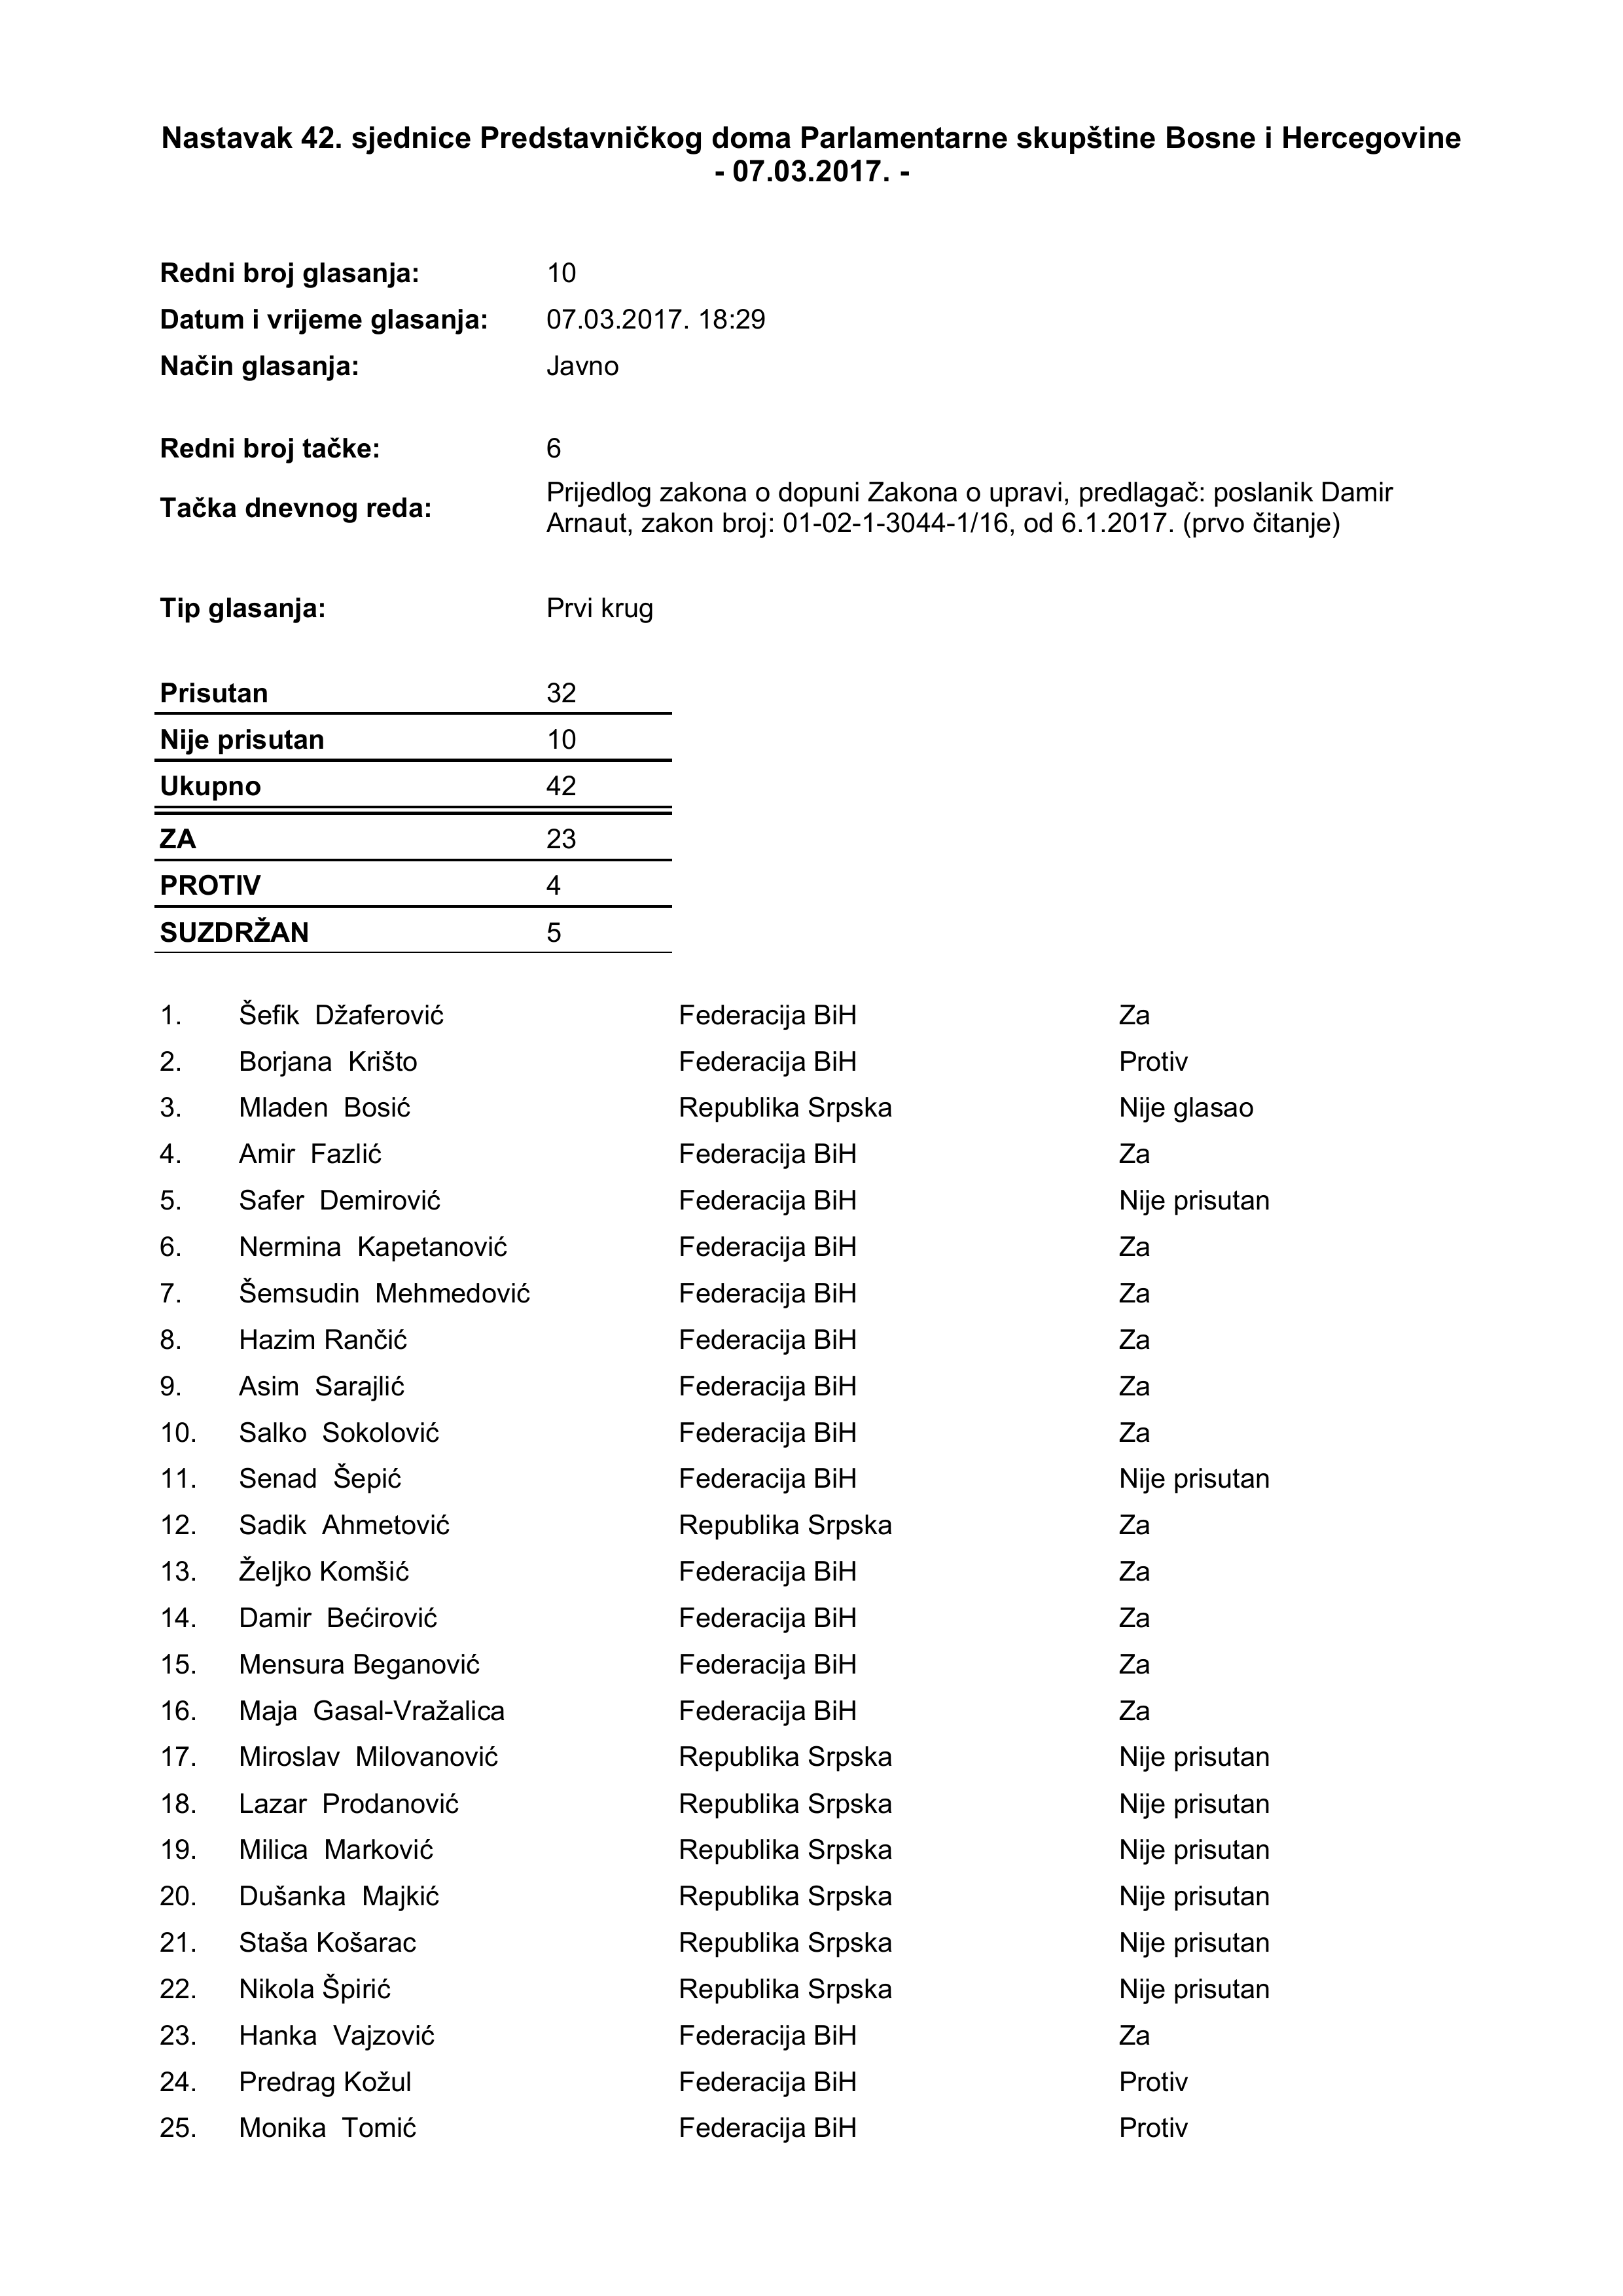 Nastavak 42. sjednice Predstavničkog doma Parlamentarne skupštine Bosne i Hercegovine
- 07.03.2017. -
Redni broj glasanja: 10
Datum i vrijeme glasanja: 07.03.2017. 18:29
Način glasanja: Javno
Redni broj tačke: 6
Tačka dnevnog reda: Prijedlog zakona o dopuni Zakona o upravi, predlagač: poslanik Damir
Arnaut, zakon broj: 01-02-1-3044-1/16, od 6.1.2017. (prvo čitanje)
Tip glasanja: Prvi krug
Prisutan 32
Nije prisutan 10
Ukupno 42
ZA 23
PROTIV 4
SUZDRŽAN 5
1. Šefik Džaferović Federacija BiH Za
2. Borjana Krišto Federacija BiH Protiv
3. Mladen Bosić Republika Srpska Nije glasao
4. Amir Fazlić Federacija BiH Za
5. Safer Demirović Federacija BiH Nije prisutan
6. Nermina Kapetanović Federacija BiH Za
7. Šemsudin Mehmedović Federacija BiH Za
8. Hazim Rančić Federacija BiH Za
9. Asim Sarajlić Federacija BiH Za
10. Salko Sokolović Federacija BiH Za
11. Senad Šepić Federacija BiH Nije prisutan
12. Sadik Ahmetović Republika Srpska Za
13. Željko Komšić Federacija BiH Za
14. Damir Bećirović Federacija BiH Za
15. Mensura Beganović Federacija BiH Za
16. Maja Gasal-Vražalica Federacija BiH Za
17. Miroslav Milovanović Republika Srpska Nije prisutan
18. Lazar Prodanović Republika Srpska Nije prisutan
19. Milica Marković Republika Srpska Nije prisutan
20. Dušanka Majkić Republika Srpska Nije prisutan
21. Staša Košarac Republika Srpska Nije prisutan
22. Nikola Špirić Republika Srpska Nije prisutan
23. Hanka Vajzović Federacija BiH Za
24. Predrag Kožul Federacija BiH Protiv
25. Monika Tomić Federacija BiH Protiv